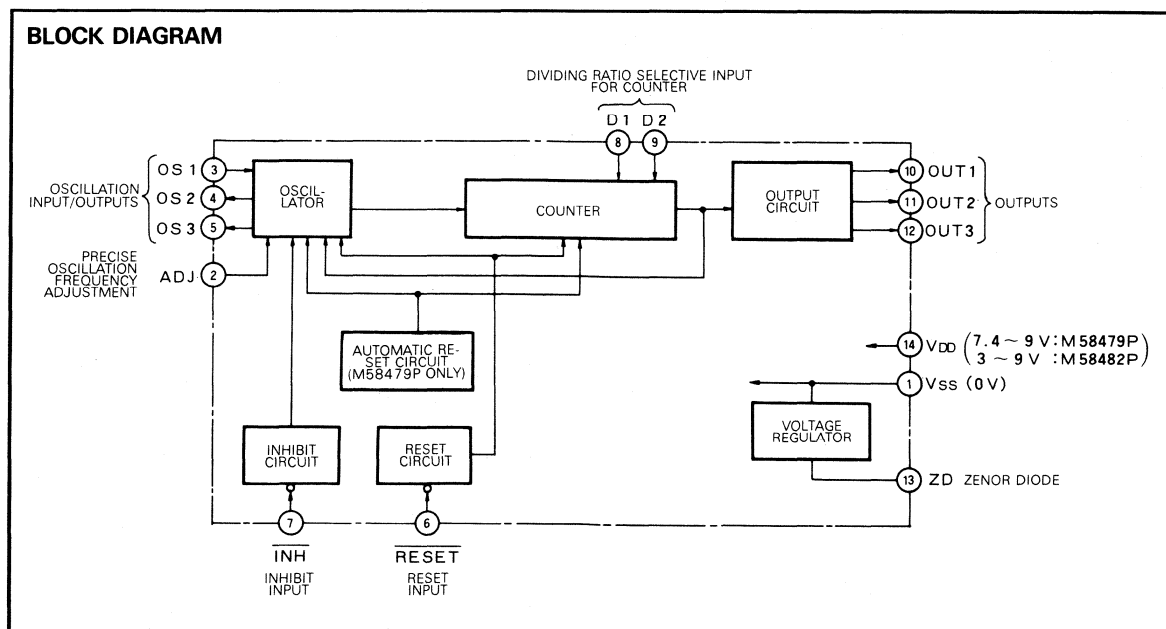 BLOCK DIAGRAM
DIVIDING RATIO SELECTIVE INPUT
FOR COUNTER
D1 D2
8 9
OSCILLATION
INPUT/OUTPUTS
OS1 3
OS2 4
OS3 5
PRECISE
OSCILLATION
FREQUENCY
ADJUSTMENT
ADJ 2
OSCIL-
LATOR
COUNTER
OUTPUT
CIRCUIT
10 OUT1
11 OUT2
12 OUT3
OUTPUTS
AUTOMATIC RE-
SET CIRCUIT
(M58479P ONLY)
14 VDD (7.4 ~ 9 V : M58479P
3 ~ 9 V : M58482P)
1 VSS (0V)
VOLTAGE
REGULATOR
13 ZD ZENOR DIODE
INHIBIT
CIRCUIT
RESET
CIRCUIT
7
6
INH
INHIBIT
INPUT
RESET
RESET
INPUT